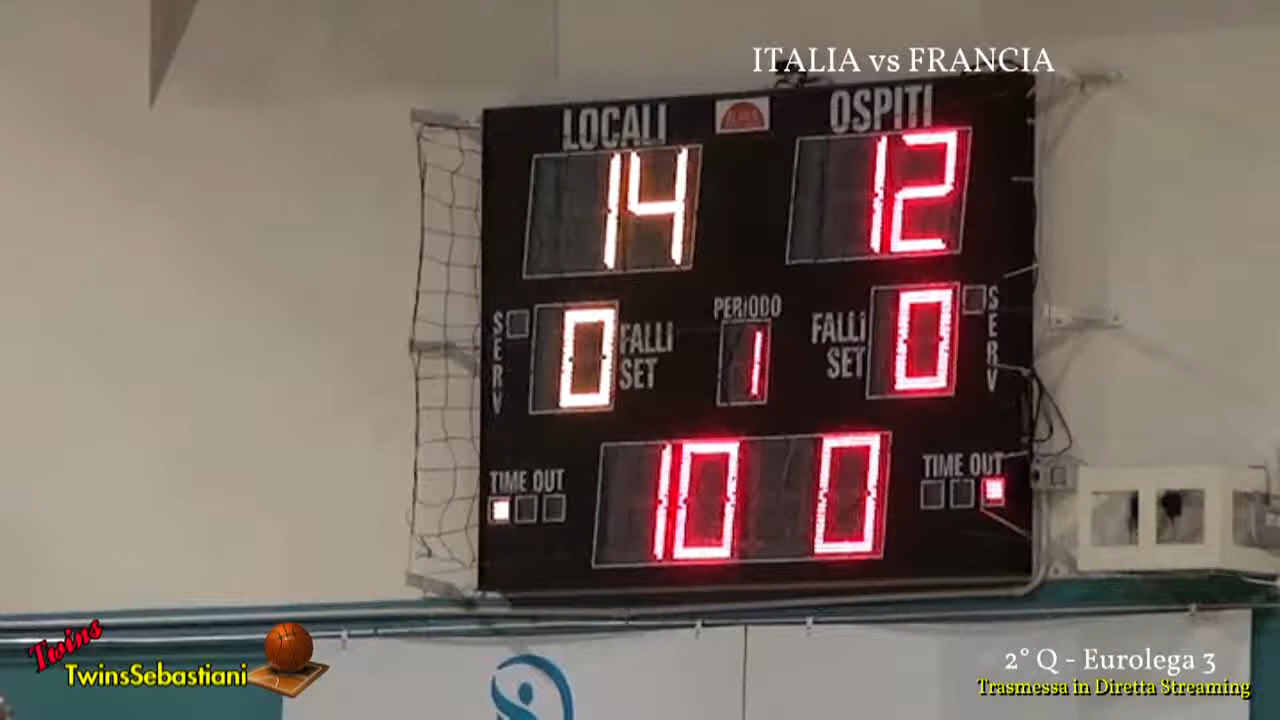 ITALIA vs FRANCIA
LOCALI
OSPITI
14
12
SERV
0
FALLI
SET
PERIODO
1
FALLI
SET
0
SERV
TIME OUT
10 0
TIME OUT
Twins
TwinsSebastiani
2° Q - Eurolega 3
Trasmessa in Diretta Streaming